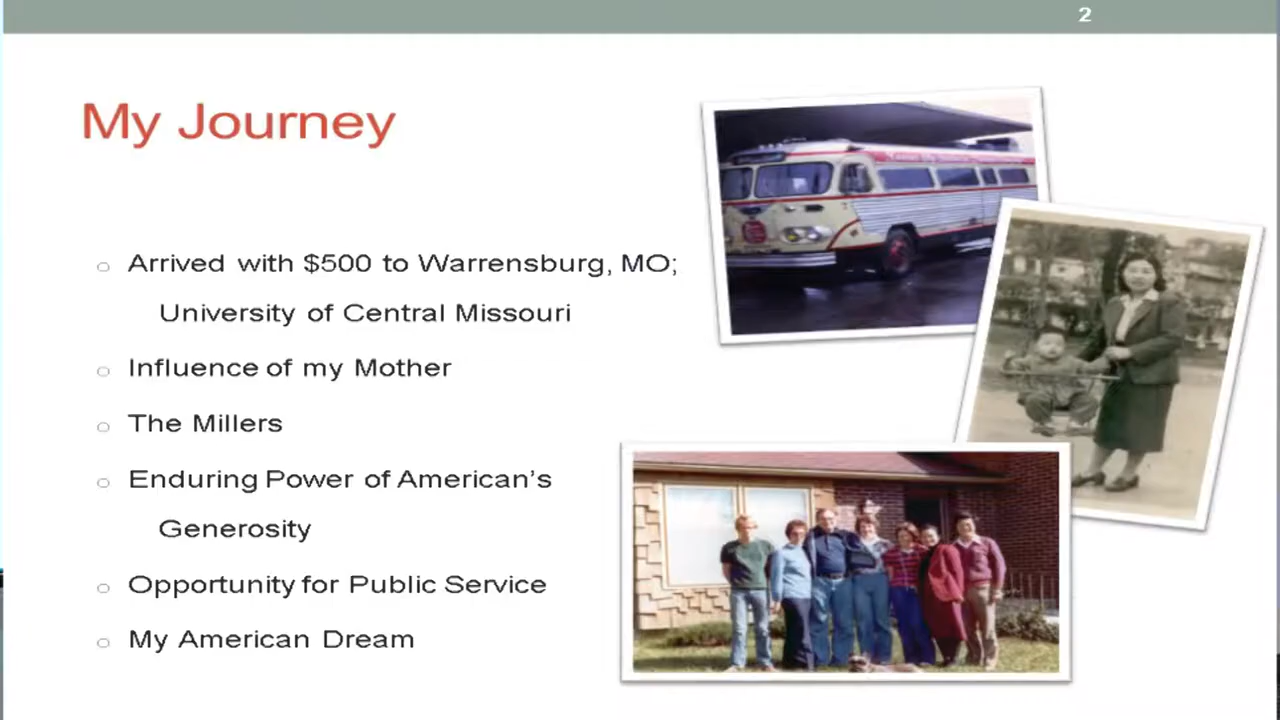 2
My Journey
Arrived with $500 to Warrensburg, MO;
University of Central Missouri
Influence of my Mother
The Millers
Enduring Power of American's
Generosity
Opportunity for Public Service
My American Dream